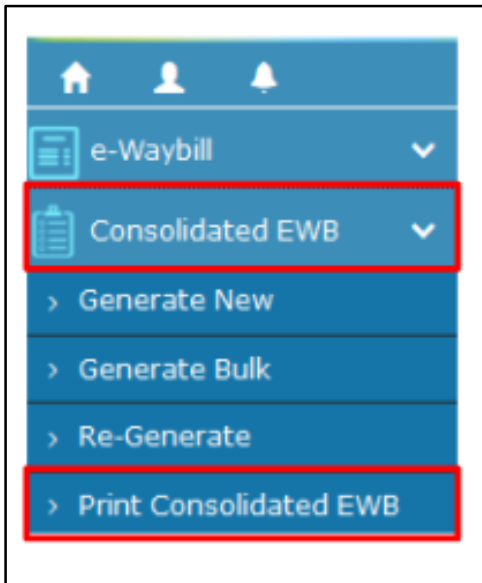 e-Waybill
Consolidated EWB
Generate New
Generate Bulk
Re-Generate
Print Consolidated EWB